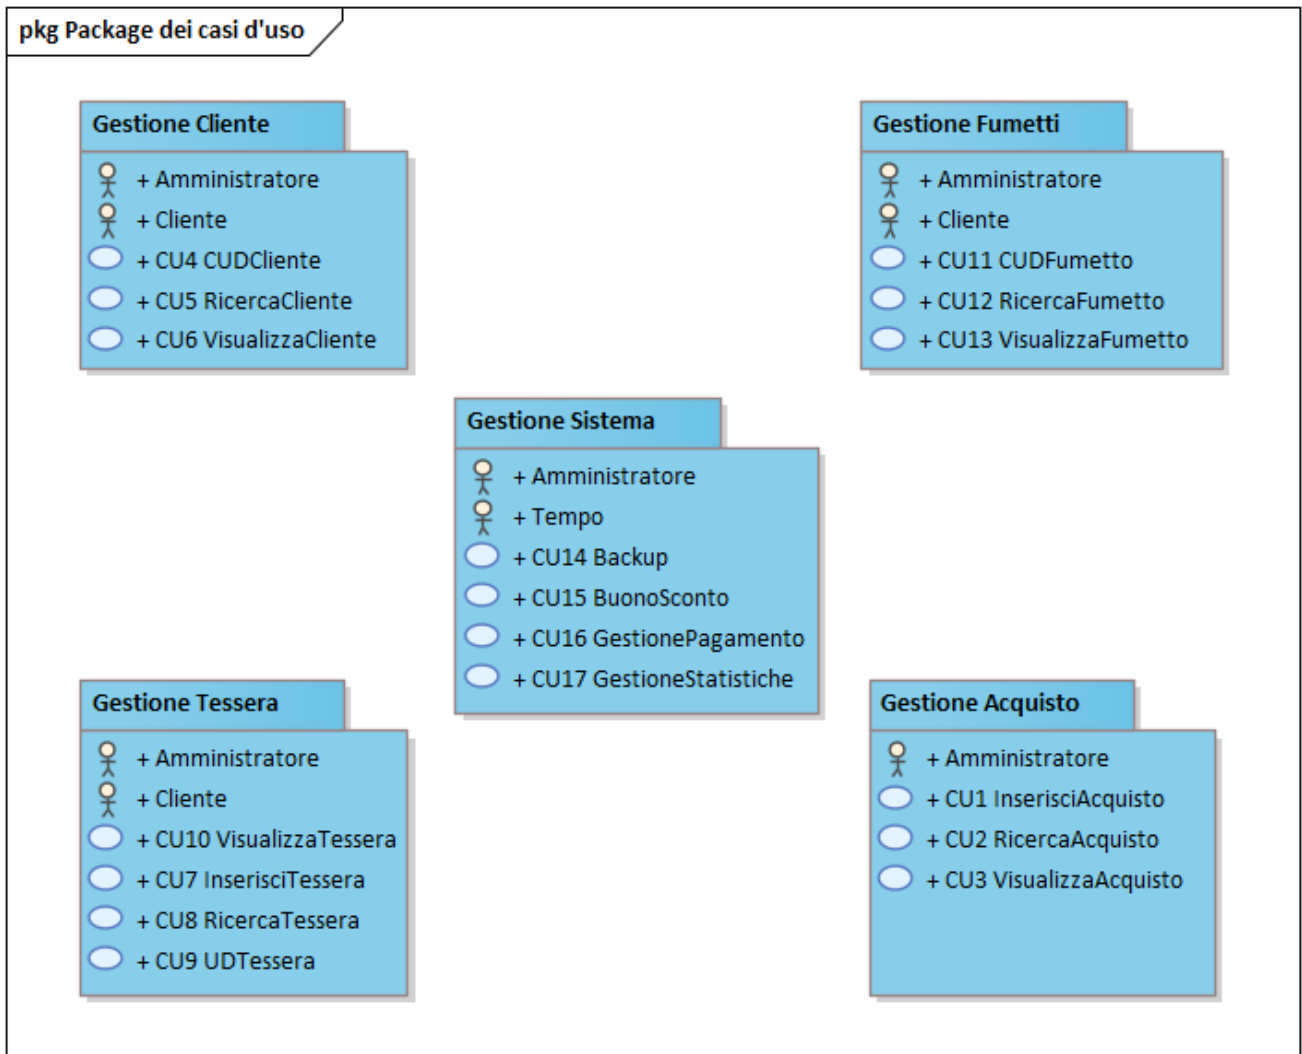 pkg Package dei casi d'uso
Gestione Cliente
+ Amministratore
+ Cliente
+ CU4 CUDCliente
+ CU5 RicercaCliente
+ CU6 VisualizzaCliente
Gestione Fumetti
+ Amministratore
+ Cliente
+ CU11 CUDFumetto
+ CU12 RicercaFumetto
+ CU13 VisualizzaFumetto
Gestione Sistema
+ Amministratore
+ Tempo
+ CU14 Backup
+ CU15 BuonoSconto
+ CU16 GestionePagamento
+ CU17 GestioneStatistiche
Gestione Tessera
+ Amministratore
+ Cliente
+ CU10 VisualizzaTessera
+ CU7 InserisciTessera
+ CU8 RicercaTessera
+ CU9 UDTessera
Gestione Acquisto
+ Amministratore
+ CU1 InserisciAcquisto
+ CU2 RicercaAcquisto
+ CU3 VisualizzaAcquisto